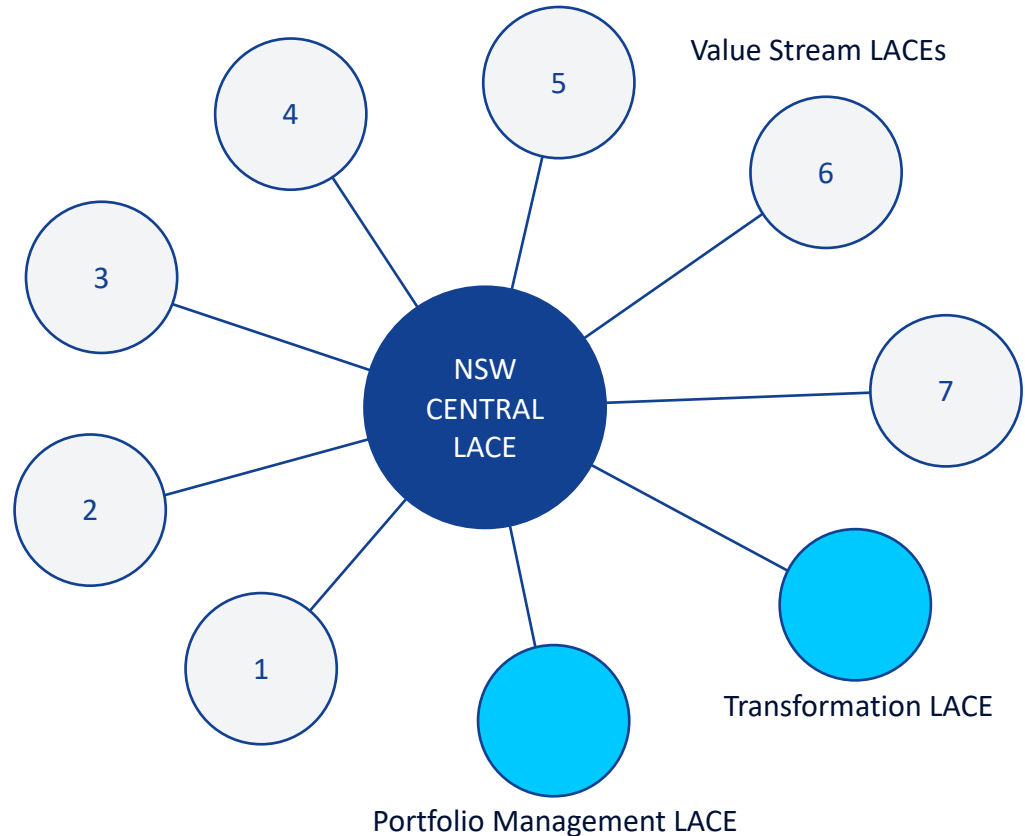 Value Stream LACEs
5
4
6
3
7
NSW
CENTRAL
LACE
2
1
Transformation LACE
Portfolio Management LACE